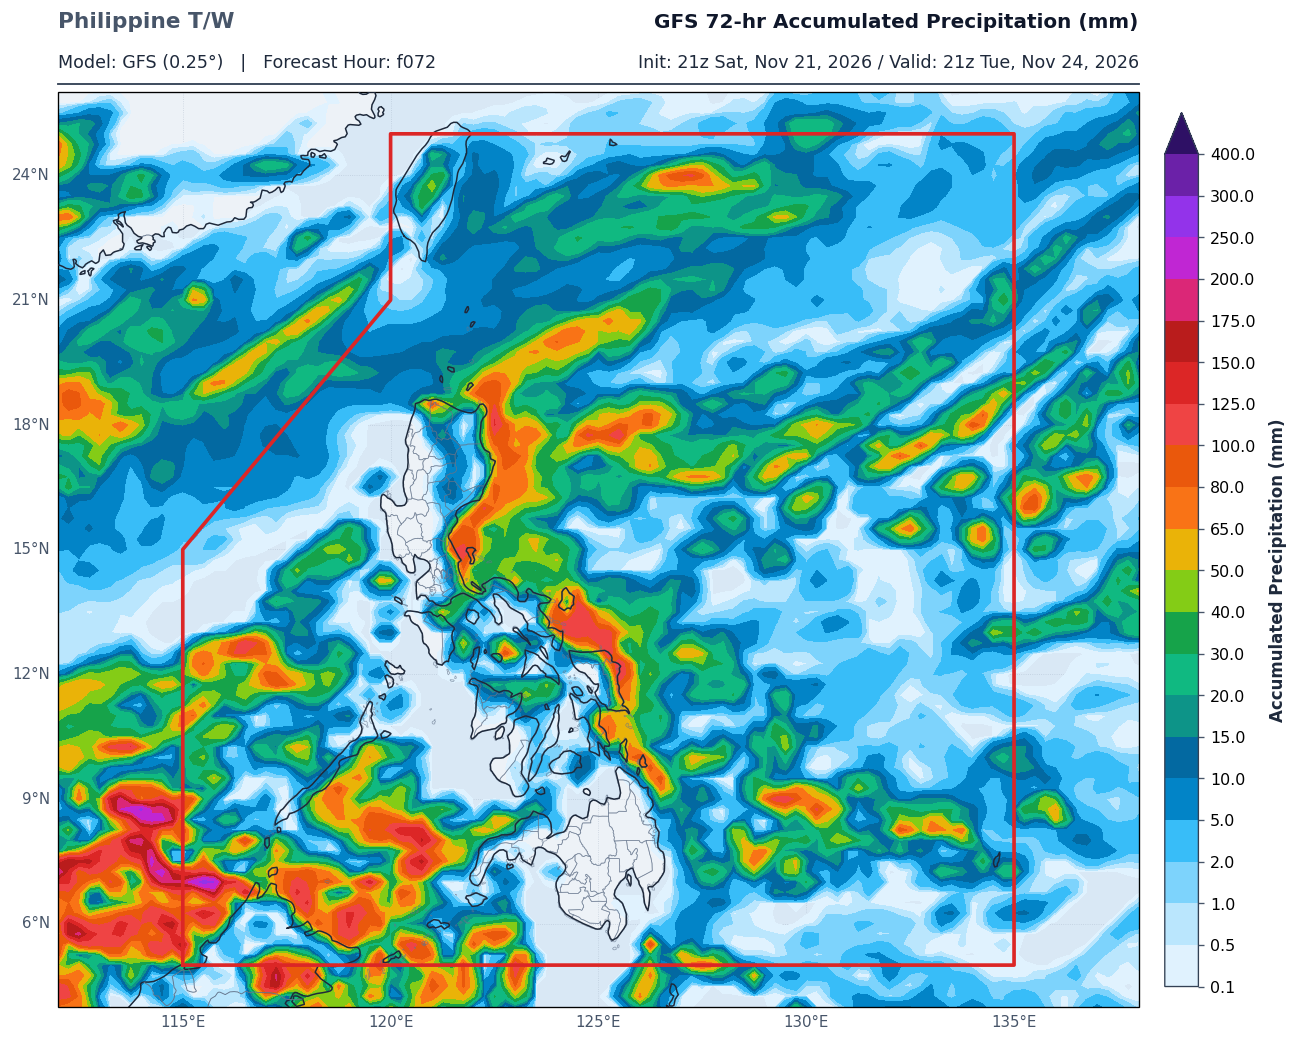 Philippine T/W
GFS 72-hr Accumulated Precipitation (mm)
Model: GFS (0.25°)   |   Forecast Hour: f072
Init: 21z Sat, Nov 21, 2026 / Valid: 21z Tue, Nov 24, 2026
24°N
21°N
18°N
15°N
12°N
9°N
6°N
115°E
120°E
125°E
130°E
135°E
400.0
300.0
250.0
200.0
175.0
150.0
125.0
100.0
80.0
65.0
50.0
40.0
30.0
20.0
15.0
10.0
5.0
2.0
1.0
0.5
0.1
Accumulated Precipitation (mm)